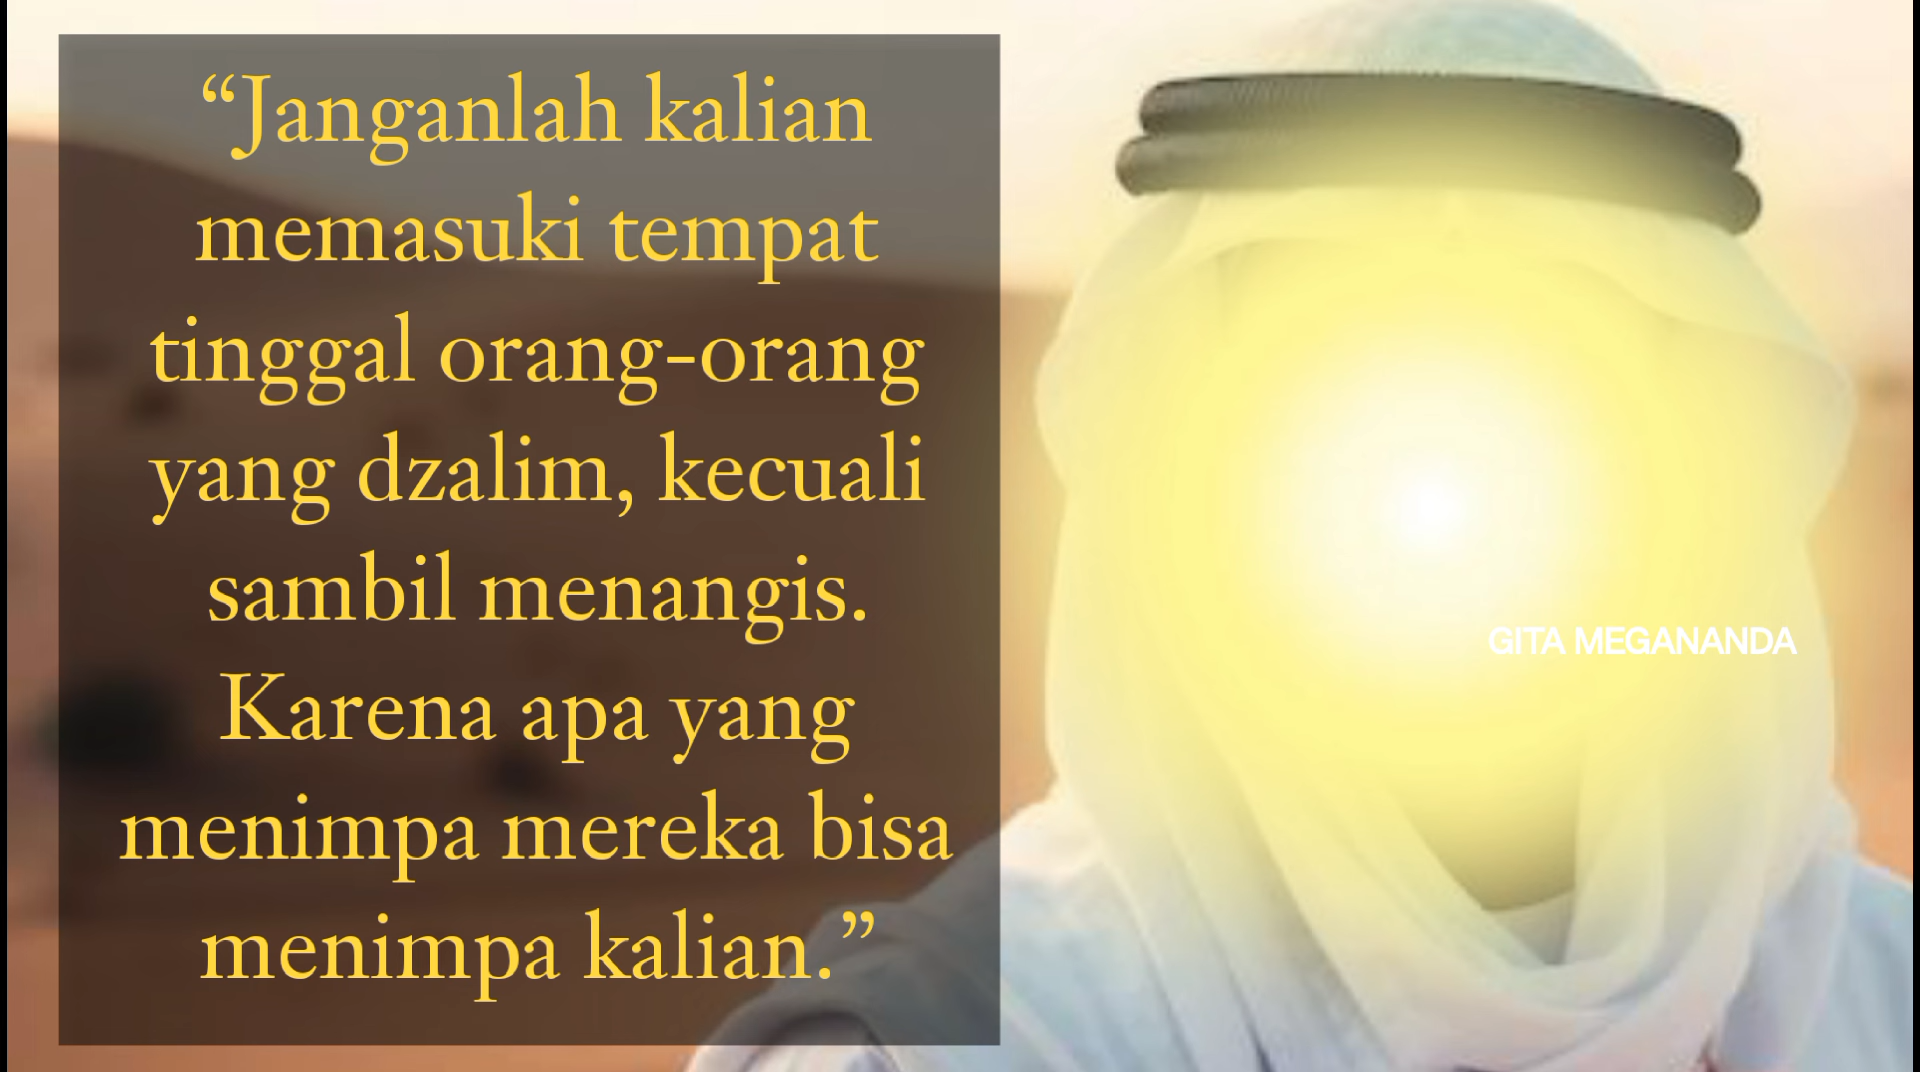 “Janganlah kalian
memasuki tempat
tinggal orang-orang
yang dzalim, kecuali
sambil menangis.
Karena apa yang
menimpa mereka bisa
menimpa kalian.”
GITA MEGANANDA